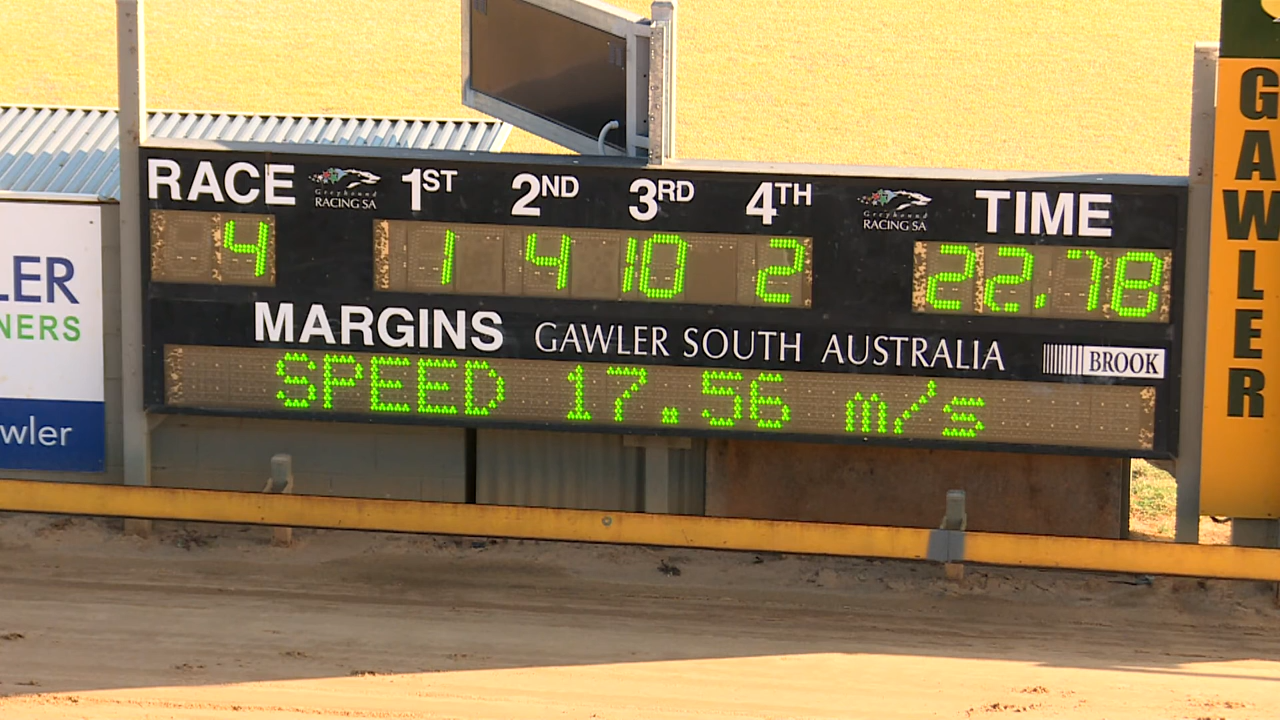 RACE
Greyhound
RACING SA
1ST
2ND
3RD
4TH
Greyhound
RACING SA
TIME
4
1
4
10
2
22.78
MARGINS
GAWLER SOUTH AUSTRALIA
BROOK
SPEED 17.56 m/s
LER
NERS
wler
GAWLER